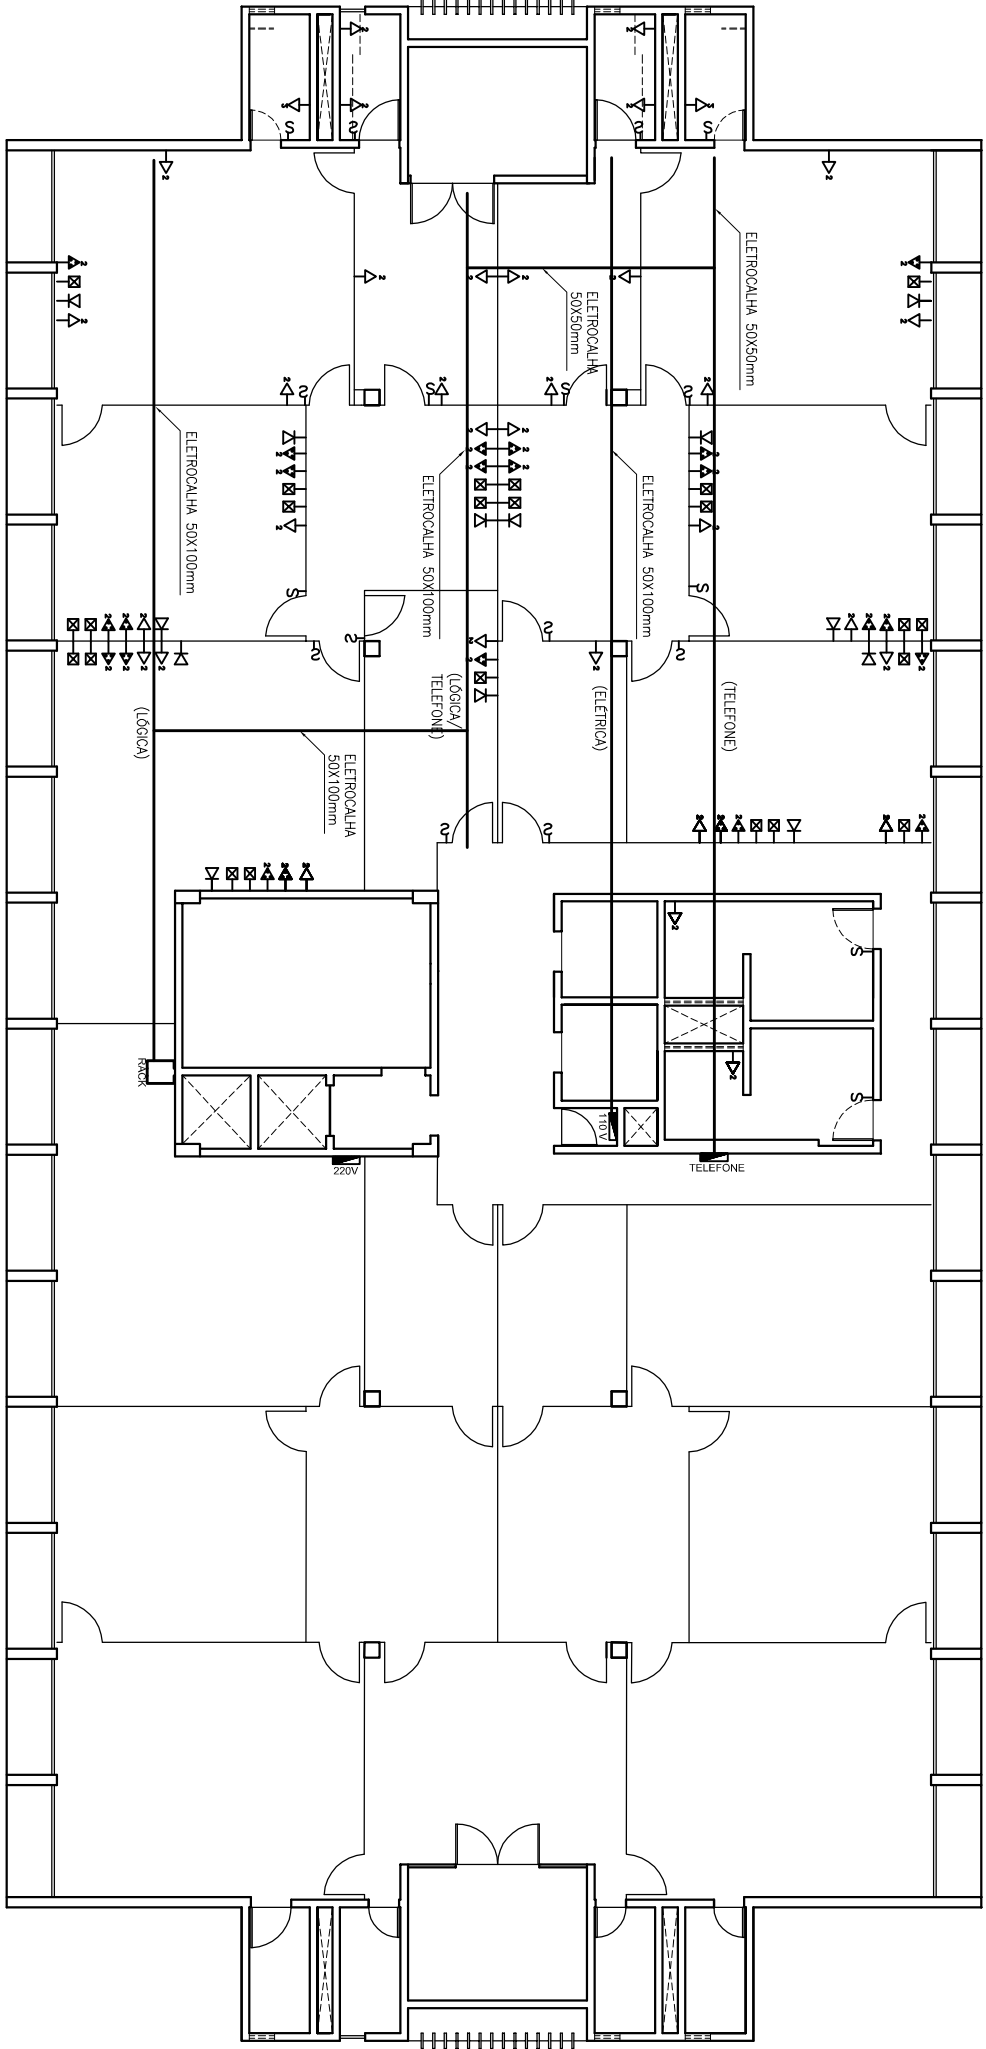 ELETROCALHA 50X50mm
ELETROCALHA
50X50mm
ELETROCALHA 50X100mm
ELETROCALHA 50X100mm
ELETROCALHA 50X100mm
(LÓGICA/
TELEFONE)
(ELÉTRICA)
(TELEFONE)
(LÓGICA)
ELETROCALHA
50X100mm
RACK
110V
220V
TELEFONE